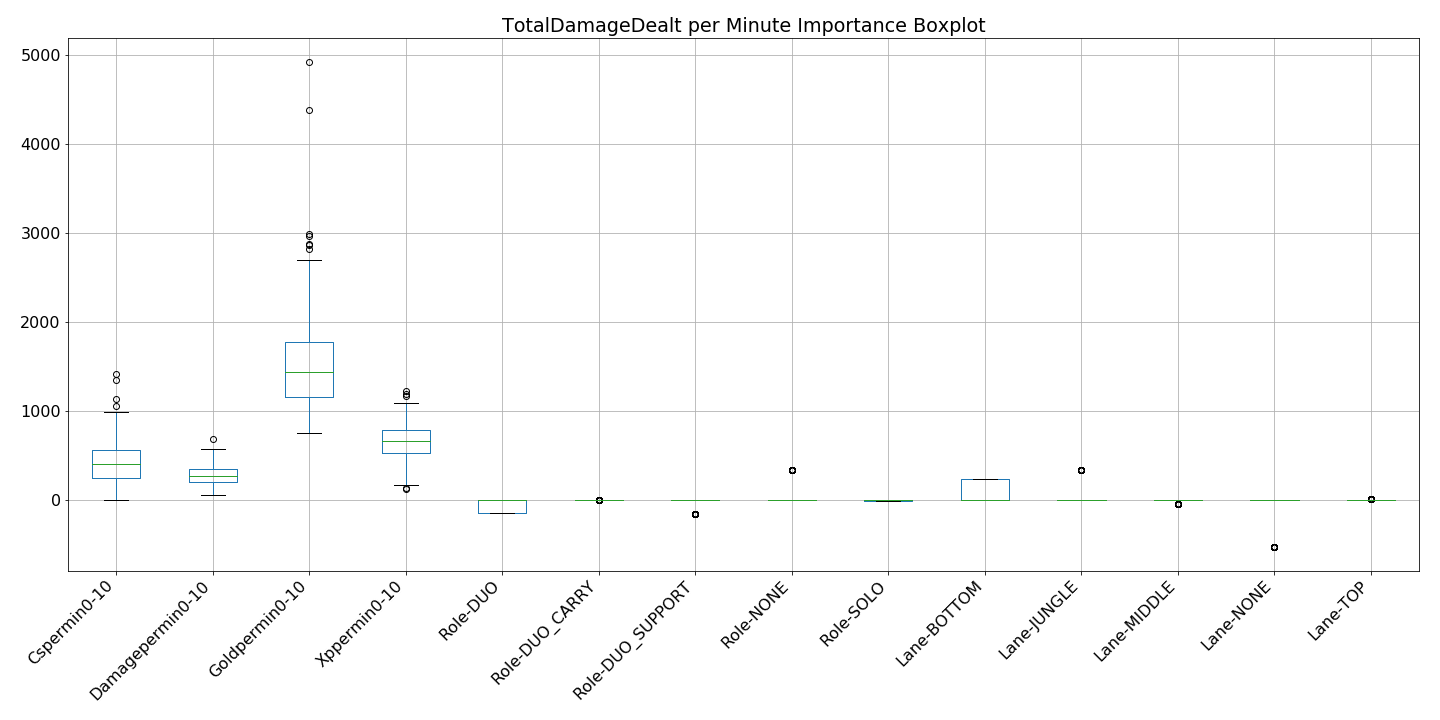 TotalDamageDealt per Minute Importance Boxplot
5000
4000
3000
2000
1000
0
Cspermin0-10
Damagepermin0-10
Goldpermin0-10
Xppermin0-10
Role-DUO
Role-DUO_CARRY
Role-DUO_SUPPORT
Role-NONE
Role-SOLO
Lane-BOTTOM
Lane-JUNGLE
Lane-MIDDLE
Lane-NONE
Lane-TOP